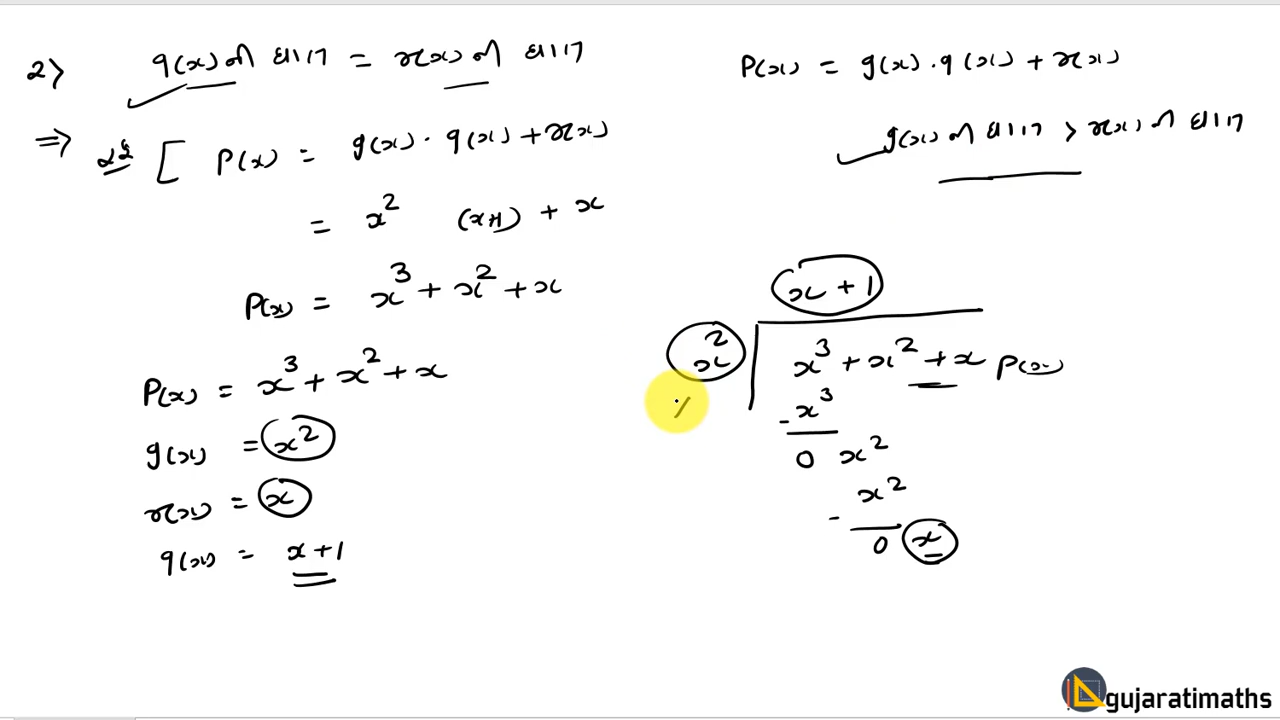 2) q(x) ની ઘાત = r(x) ની ઘાત
⇒ P(x) = g(x) · q(x) + r(x)
= x² (x+1) + x
P(x) = x³ + x² + x
P(x) = x³ + x² + x
g(x) = x²
r(x) = x
q(x) = x + 1
P(x) = g(x) · q(x) + r(x)
g(x) ની ઘાત > r(x) ની ઘાત
x + 1
x² x³ + x² + x P(x)
- x³
0 x²
- x²
0 x
gujaratimaths